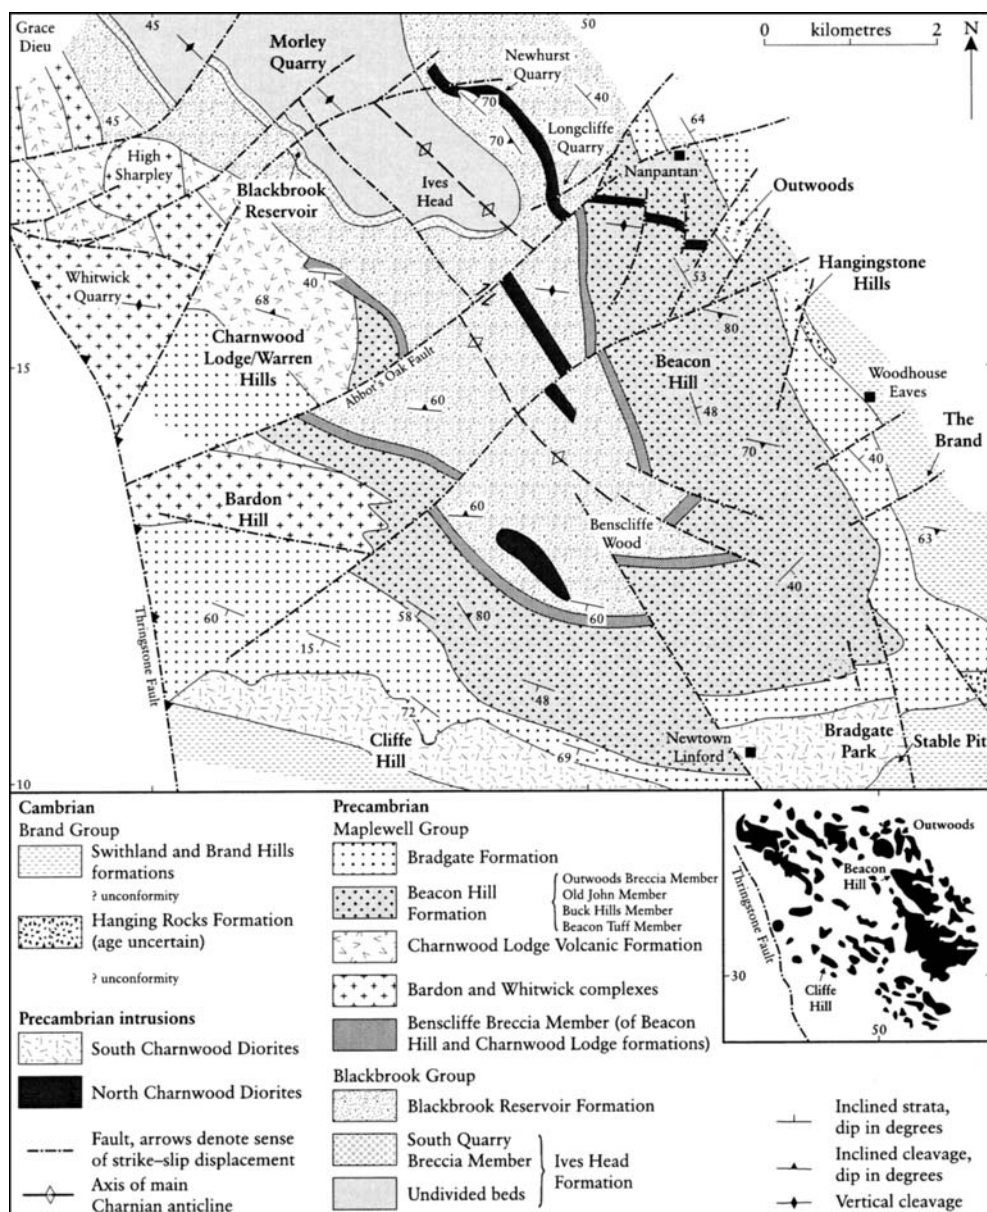 Grace
Dieu
45
Morley
Quarry
50
0 kilometres 2
N
Newhurst
Quarry
70
40
45
70
64
Longcliffe
Quarry
High
Sharpley
Nanpantan
Ives
Head
Blackbrook
Reservoir
Outwoods
Whitwick
Quarry
40
53
Hangingstone
Hills
68
80
Charnwood
Lodge/Warren
Hills
15
Abbot's Oak Fault
Beacon
Hill
Woodhouse
Eaves
60
48
The
Brand
70
40
Bardon
Hill
60
Benscliffe
Wood
63
40
Thringstone Fault
60
58
80
60
15
48
72
Cliffe
Hill
69
Newtown
Linford
Bradgate
Park
Stable Pit
10
Cambrian
Brand Group
Swithland and Brand Hills
formations
? unconformity
Hanging Rocks Formation
(age uncertain)
? unconformity
Precambrian intrusions
South Charnwood Diorites
North Charnwood Diorites
Fault, arrows denote sense
of strike–slip displacement
Axis of main
Charnian anticline
Precambrian
Maplewell Group
Bradgate Formation
Beacon Hill
Formation
Outwoods Breccia Member
Old John Member
Buck Hills Member
Beacon Tuff Member
Charnwood Lodge Volcanic Formation
Bardon and Whitwick complexes
Benscliffe Breccia Member (of Beacon
Hill and Charnwood Lodge formations)
Blackbrook Group
Blackbrook Reservoir Formation
South Quarry
Breccia Member
Undivided beds
Ives Head
Formation
Outwoods
Beacon
Hill
Thringstone Fault
30
Cliffe
Hill
50
Inclined strata,
dip in degrees
Inclined cleavage,
dip in degrees
Vertical cleavage